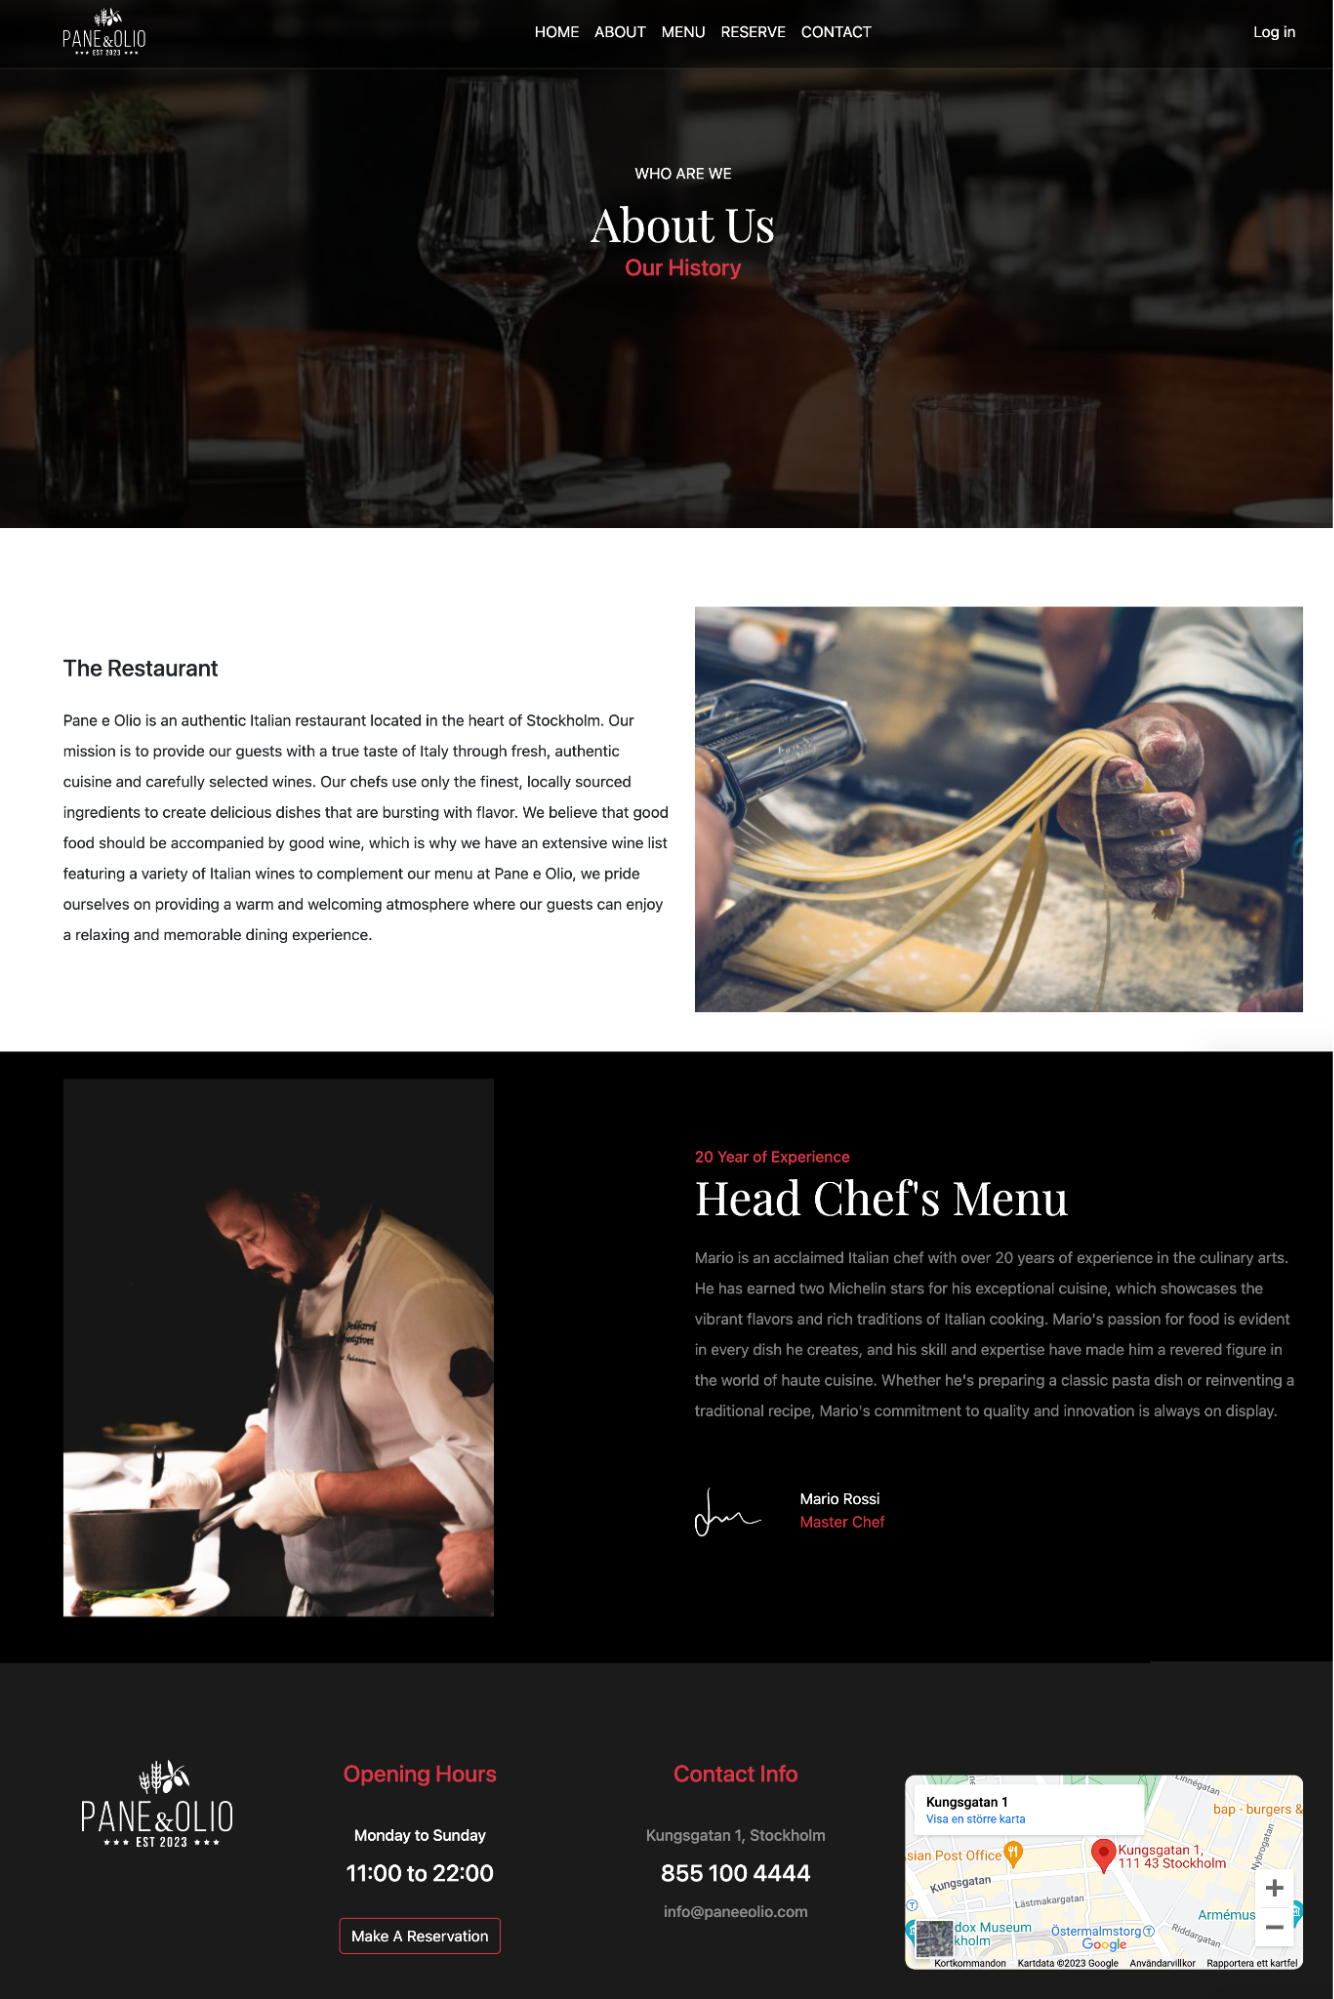 PANE&OLIO
EST 2023
HOME ABOUT MENU RESERVE CONTACT
Log in
WHO ARE WE
About Us
Our History
The Restaurant
Pane e Olio is an authentic Italian restaurant located in the heart of Stockholm. Our
mission is to provide our guests with a true taste of Italy through fresh, authentic
cuisine and carefully selected wines. Our chefs use only the finest, locally sourced
ingredients to create delicious dishes that are bursting with flavor. We believe that good
food should be accompanied by good wine, which is why we have an extensive wine list
featuring a variety of Italian wines to complement our menu at Pane e Olio, we pride
ourselves on providing a warm and welcoming atmosphere where our guests can enjoy
a relaxing and memorable dining experience.
20 Year of Experience
Head Chef's Menu
Mario is an acclaimed Italian chef with over 20 years of experience in the culinary arts.
He has earned two Michelin stars for his exceptional cuisine, which showcases the
vibrant flavors and rich traditions of Italian cooking. Mario's passion for food is evident
in every dish he creates, and his skill and expertise have made him a revered figure in
the world of haute cuisine. Whether he's preparing a classic pasta dish or reinventing a
traditional recipe, Mario's commitment to quality and innovation is always on display.
Mario Rossi
Master Chef
PANE&OLIO
EST 2023
Opening Hours
Monday to Sunday
11:00 to 22:00
Make A Reservation
Contact Info
Kungsgatan 1, Stockholm
855 100 4444
info@paneeolio.com
Kungsgatan 1
Visa en större karta
Linnégatan
bap - burgers &
sian Post Office
Kungsgatan 1,
111 43 Stockholm
Nybrogatan
Kungsgatan
Lästmakargatan
Armémus
dox Museum
kholm
Östermalmstorg
Riddargatan
Google
Kortkommandon Kartdata ©2023 Google Användarvillkor Rapportera ett kartfel